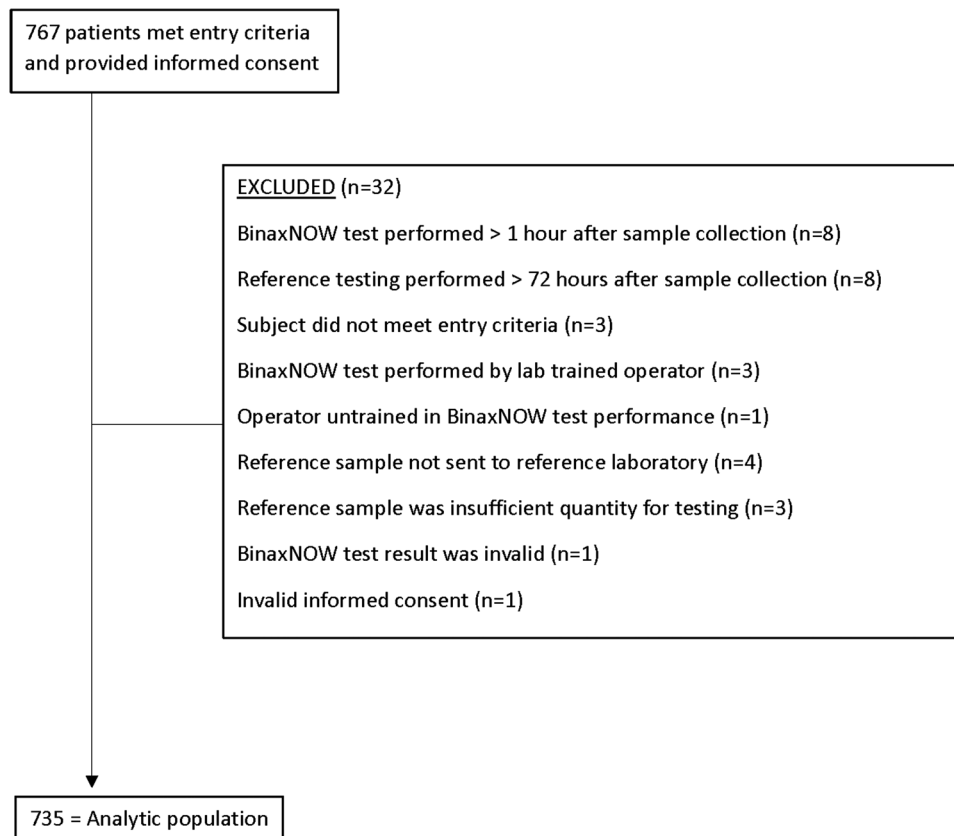 767 patients met entry criteria
and provided informed consent
EXCLUDED (n=32)
BinaxNOW test performed > 1 hour after sample collection (n=8)
Reference testing performed > 72 hours after sample collection (n=8)
Subject did not meet entry criteria (n=3)
BinaxNOW test performed by lab trained operator (n=3)
Operator untrained in BinaxNOW test performance (n=1)
Reference sample not sent to reference laboratory (n=4)
Reference sample was insufficient quantity for testing (n=3)
BinaxNOW test result was invalid (n=1)
Invalid informed consent (n=1)
735 = Analytic population